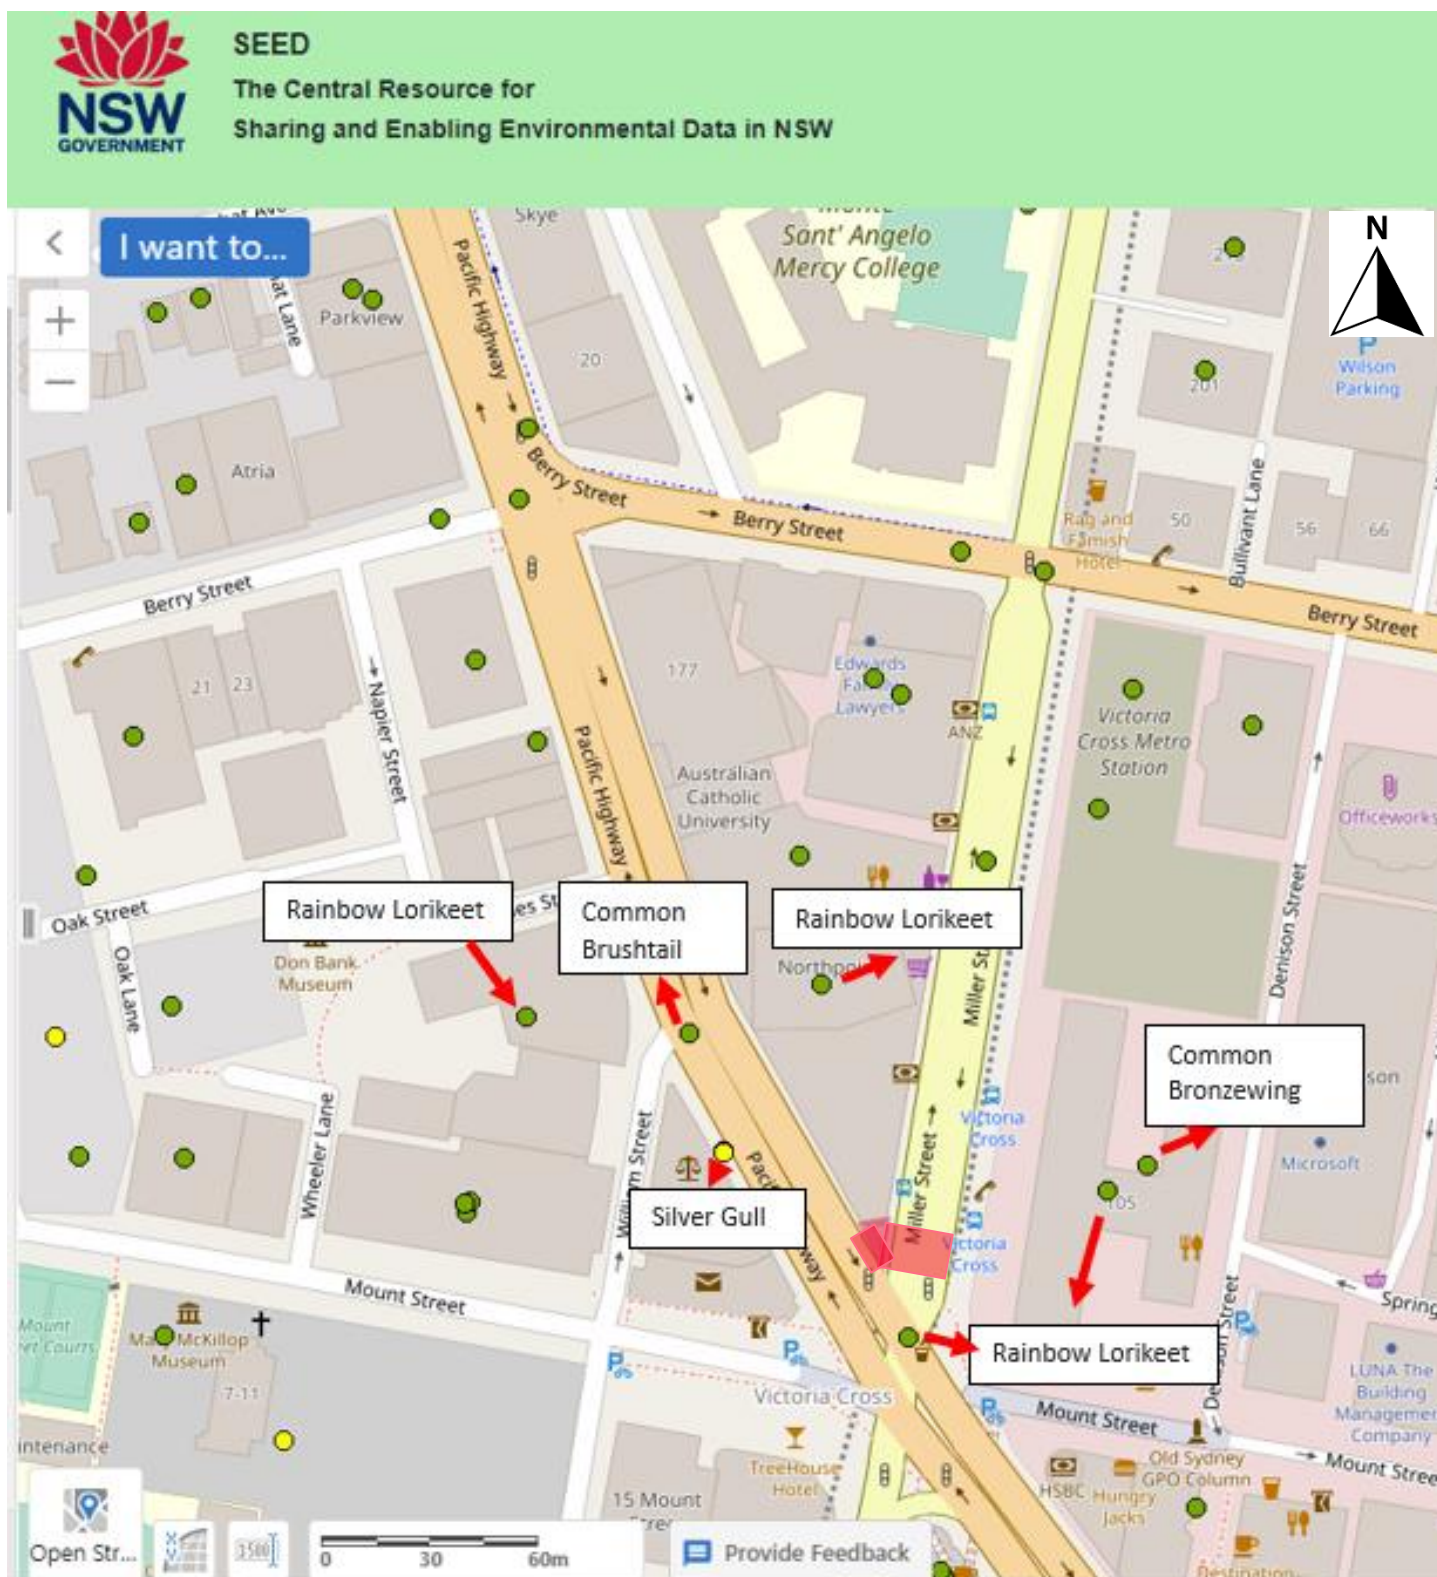 NSW
GOVERNMENT
SEED
The Central Resource for
Sharing and Enabling Environmental Data in NSW
I want to...
N
Skye
Sant' Angelo
Mercy College
Pacific Highway
Parkview
20
Wilson
Parking
201
Atria
Berry Street
Berry Street
Rag and
Famish
Hotel
50
Bullivant Lane
56
66
Berry Street
Berry Street
21
23
Napier Street
177
Edwards
Lawyers
ANZ
Victoria
Cross Metro
Station
Pacific Highway
Australian
Catholic
University
Officeworks
Denison Street
Oak Street
Oak Lane
Rainbow Lorikeet
Common
Brushtail
Rainbow Lorikeet
Don Bank
Museum
Miller St
Common
Bronzewing
son
Victoria
Cross
Microsoft
Wheeler Lane
Miller Street
105
Silver Gull
Cross
Mount Street
way
Spring
Museum
7-11
Rainbow Lorikeet
Victoria Cross
LUNA The
Building
Company
Mount Street
Mount Stree
TreeHouse
Hotel
15 Mount
HSBC
Hungry
Jacks
Old Sydney
GPO Column
Open Str...
0
30
60m
Provide Feedback